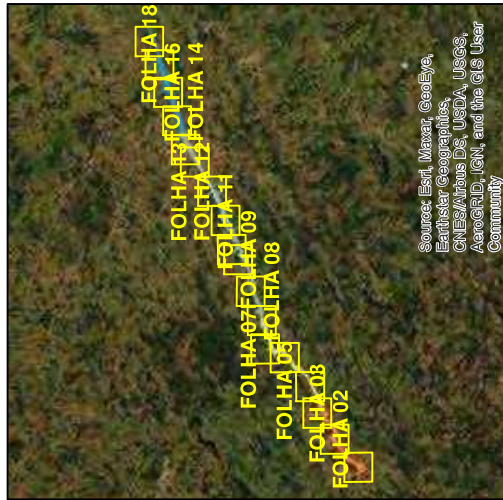 FOLHA 18
FOLHA 16
FOLHA 14
FOLHA 13
FOLHA 12
FOLHA 11
FOLHA 09
FOLHA 08
FOLHA 07
FOLHA 05
FOLHA 03
FOLHA 02
Source: Esri, Maxar, GeoEye,
Earthstar Geographics,
CNES/Airbus DS, USDA, USGS,
AeroGRID, IGN, and the GIS User
Community